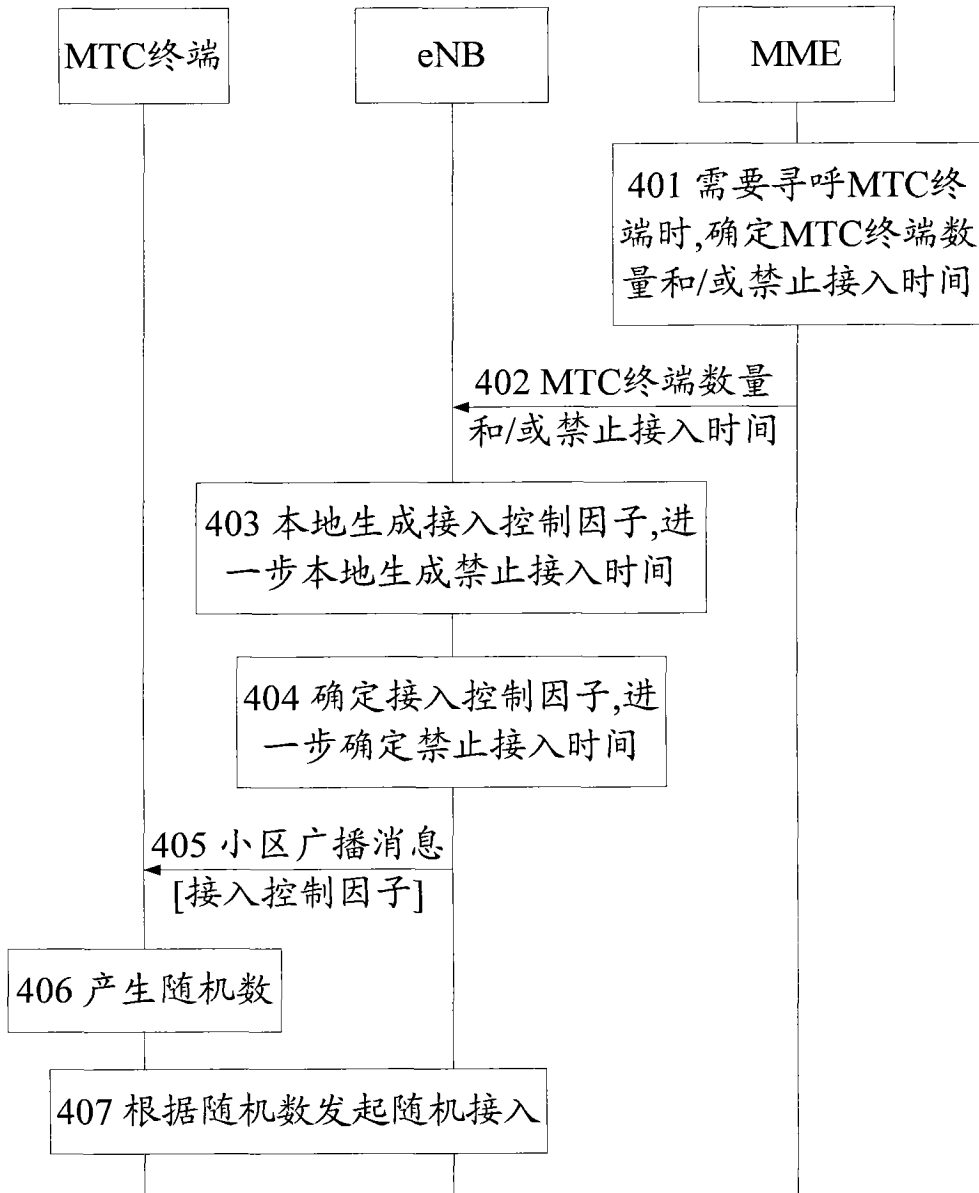 MTC终端
eNB
MME
401 需要寻呼MTC终
端时,确定MTC终端数
量和/或禁止接入时间
402 MTC终端数量
和/或禁止接入时间
403 本地生成接入控制因子,进
一步本地生成禁止接入时间
404 确定接入控制因子,进
一步确定禁止接入时间
405 小区广播消息
[接入控制因子]
406 产生随机数
407 根据随机数发起随机接入